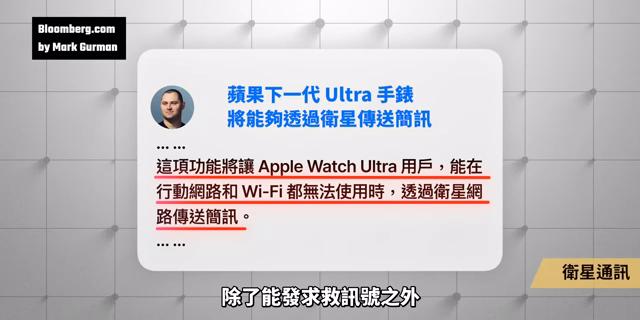 Bloomberg.com
by Mark Gurman
蘋果下一代 Ultra 手錶
將能夠透過衛星傳送簡訊
... ...
這項功能將讓 Apple Watch Ultra 用戶，能在
行動網路和 Wi-Fi 都無法使用時，透過衛星網
路傳送簡訊。
... ...
衛星通訊
除了能發求救訊號之外